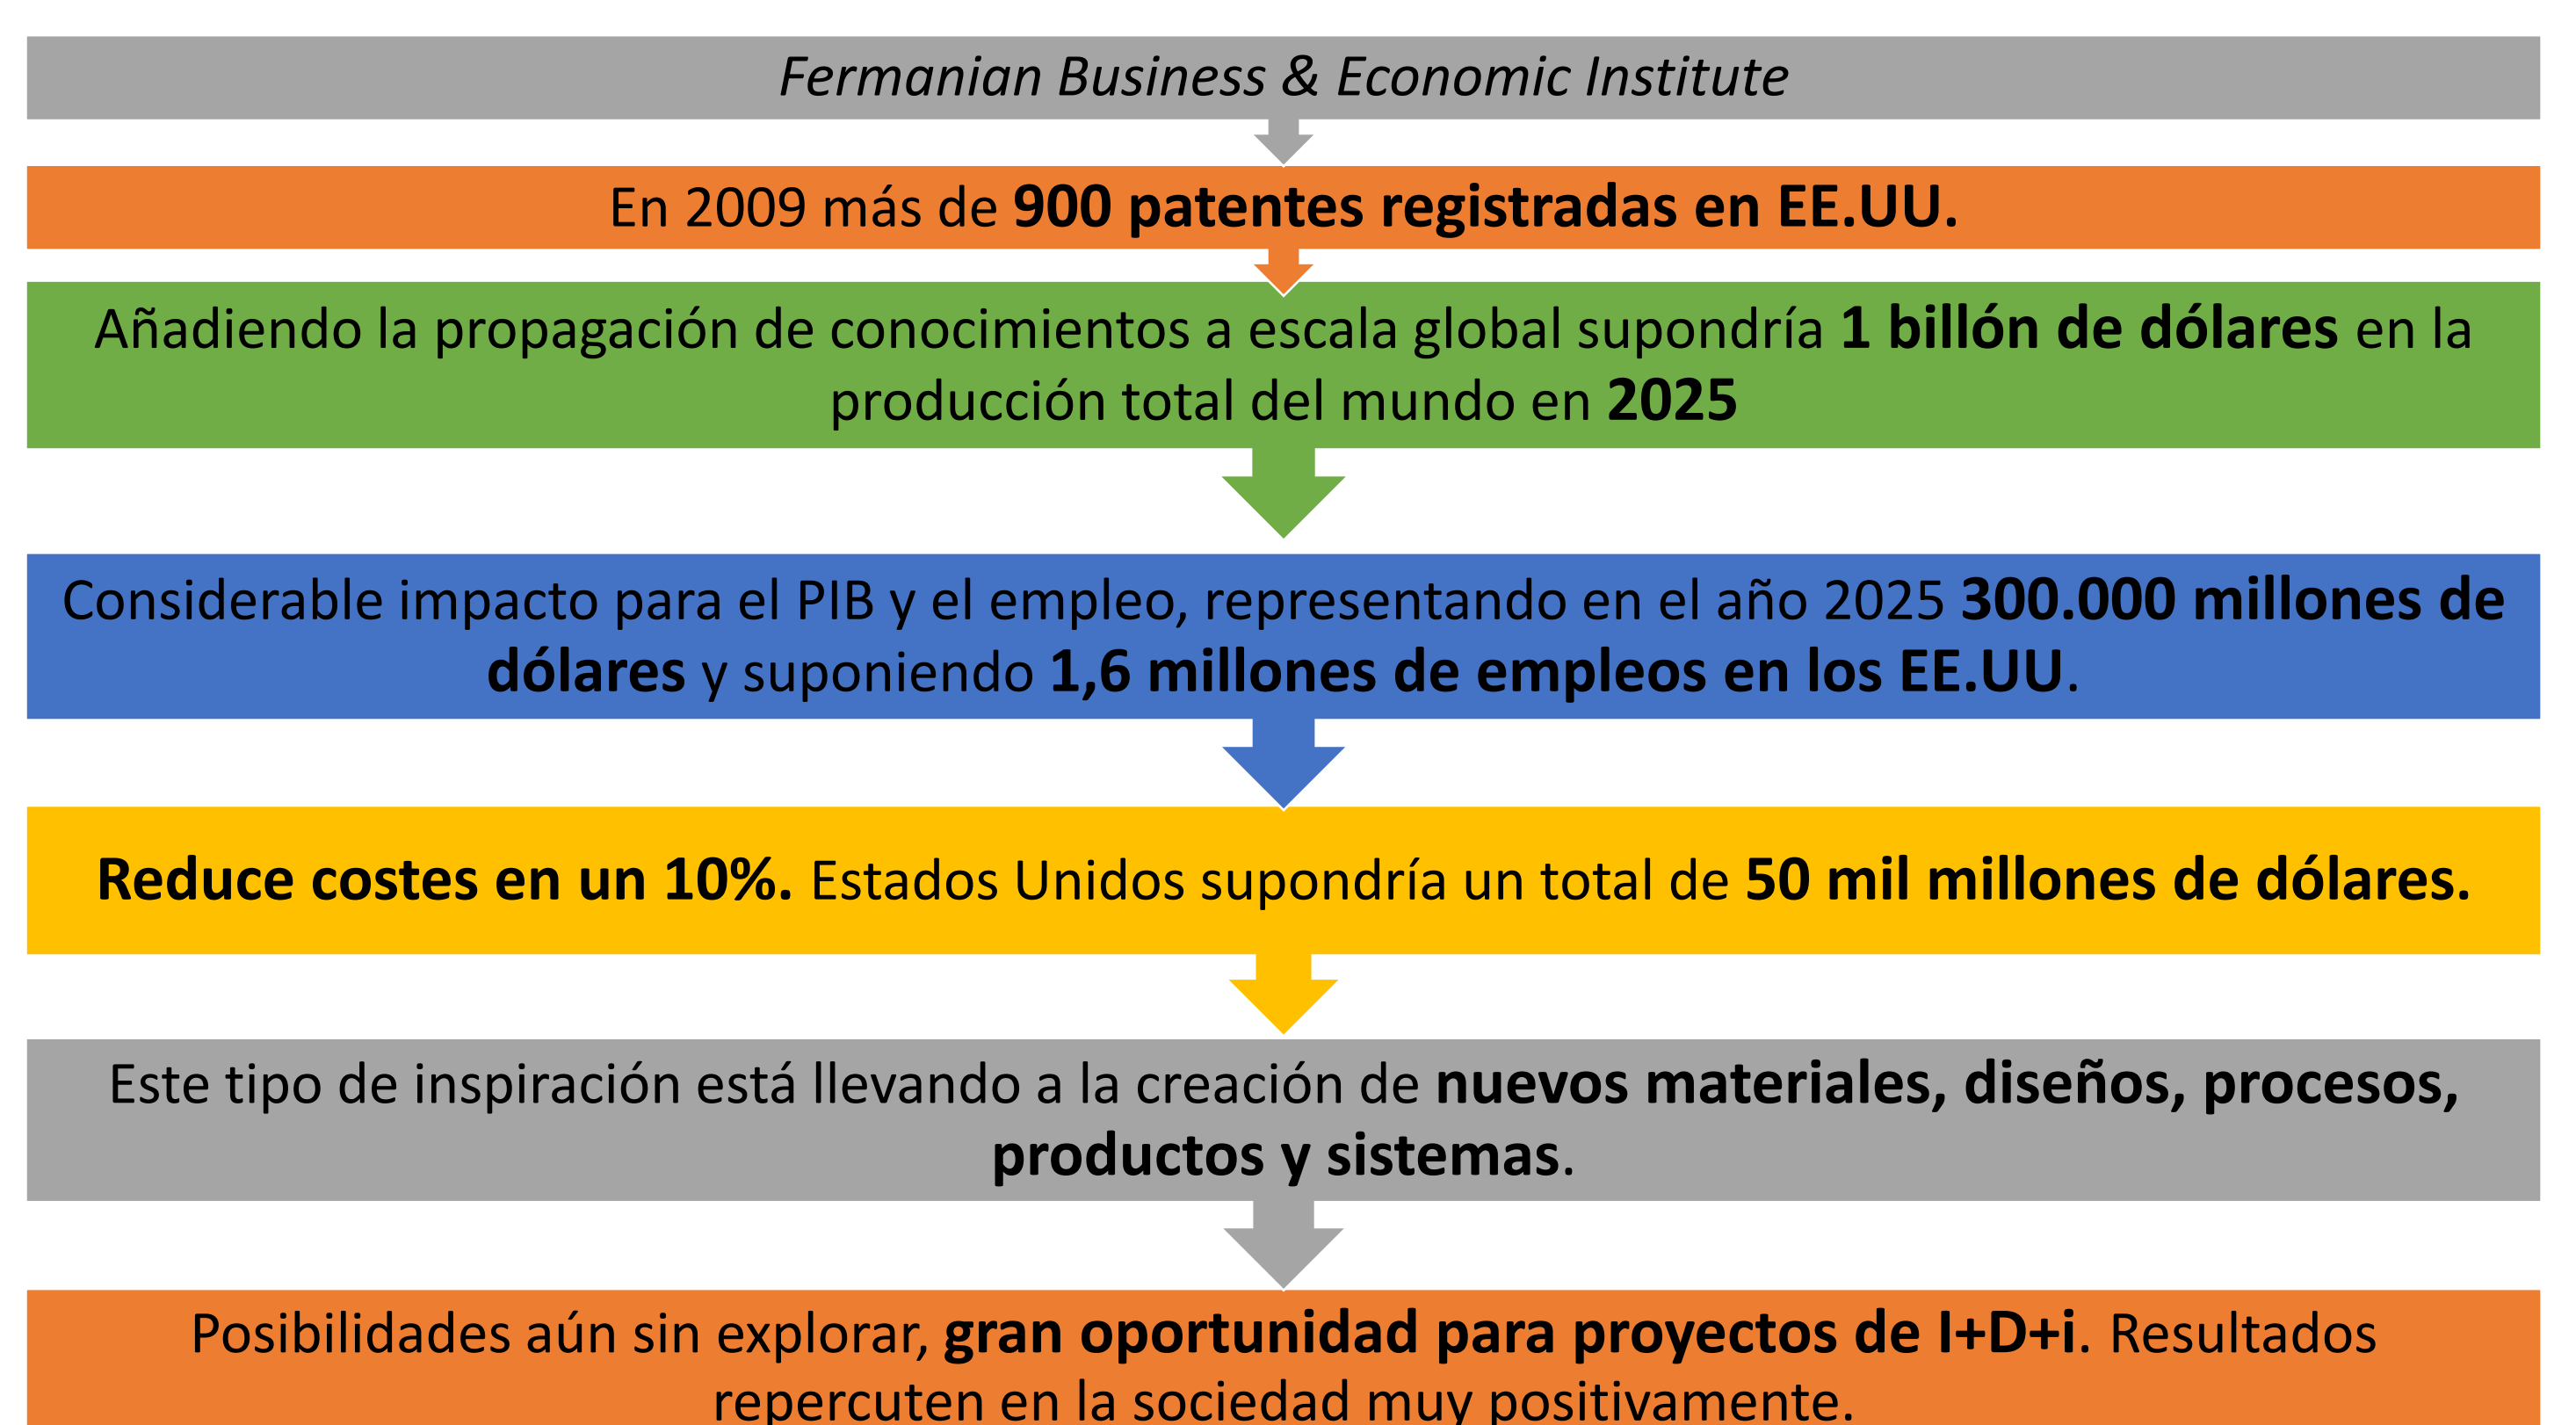 Fermanian Business & Economic Institute
En 2009 más de 900 patentes registradas en EE.UU.
Añadiendo la propagación de conocimientos a escala global supondría 1 billón de dólares en la
producción total del mundo en 2025
Considerable impacto para el PIB y el empleo, representando en el año 2025 300.000 millones de
dólares y suponiendo 1,6 millones de empleos en los EE.UU.
Reduce costes en un 10%. Estados Unidos supondría un total de 50 mil millones de dólares.
Este tipo de inspiración está llevando a la creación de nuevos materiales, diseños, procesos,
productos y sistemas.
Posibilidades aún sin explorar, gran oportunidad para proyectos de I+D+i. Resultados
repercuten en la sociedad muy positivamente.